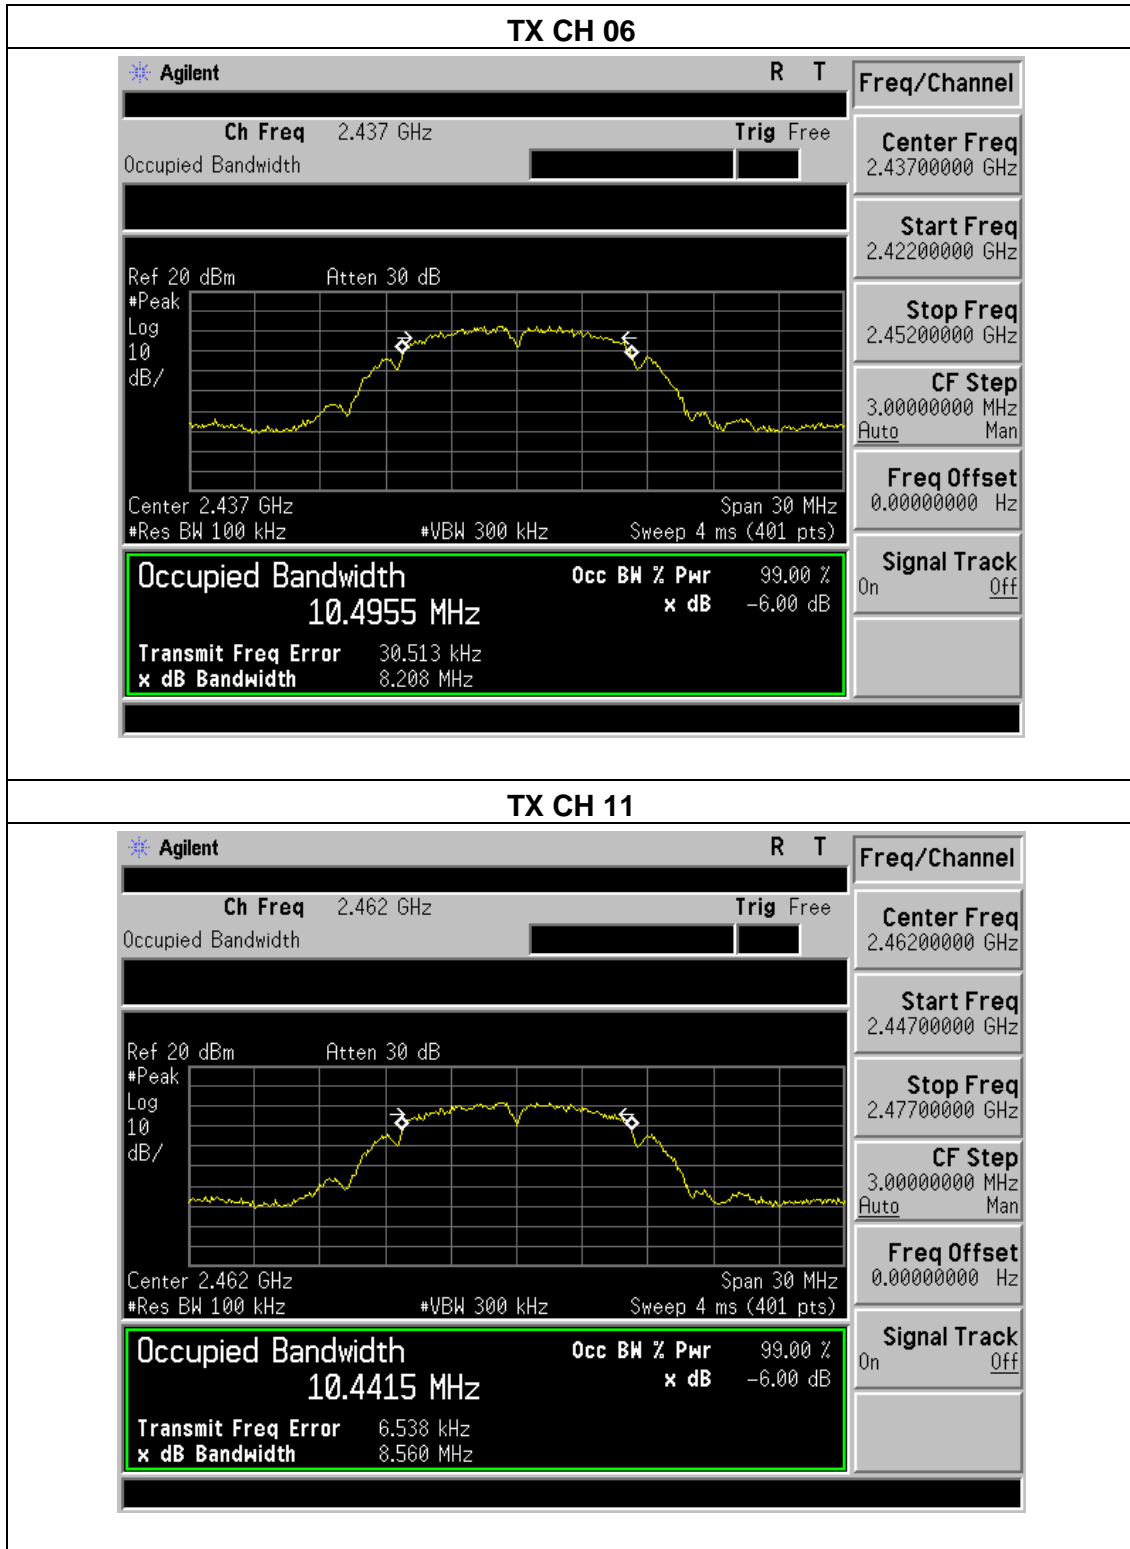 TX CH 06
Agilent R T
Freq/Channel
Ch Freq 2.437 GHz Trig Free
Occupied Bandwidth
Center Freq
2.43700000 GHz
Start Freq
2.42200000 GHz
Ref 20 dBm Atten 30 dB
#Peak
Log
10
dB/
Stop Freq
2.45200000 GHz
CF Step
3.00000000 MHz
Auto Man
Freq Offset
0.00000000 Hz
Center 2.437 GHz Span 30 MHz
#Res BW 100 kHz #VBW 300 kHz Sweep 4 ms (401 pts)
Signal Track
On Off
Occupied Bandwidth Occ BW % Pwr 99.00 %
10.4955 MHz x dB -6.00 dB
Transmit Freq Error 30.513 kHz
x dB Bandwidth 8.208 MHz
TX CH 11
Agilent R T
Freq/Channel
Ch Freq 2.462 GHz Trig Free
Occupied Bandwidth
Center Freq
2.46200000 GHz
Start Freq
2.44700000 GHz
Ref 20 dBm Atten 30 dB
#Peak
Log
10
dB/
Stop Freq
2.47700000 GHz
CF Step
3.00000000 MHz
Auto Man
Freq Offset
0.00000000 Hz
Center 2.462 GHz Span 30 MHz
#Res BW 100 kHz #VBW 300 kHz Sweep 4 ms (401 pts)
Signal Track
On Off
Occupied Bandwidth Occ BW % Pwr 99.00 %
10.4415 MHz x dB -6.00 dB
Transmit Freq Error 6.538 kHz
x dB Bandwidth 8.560 MHz